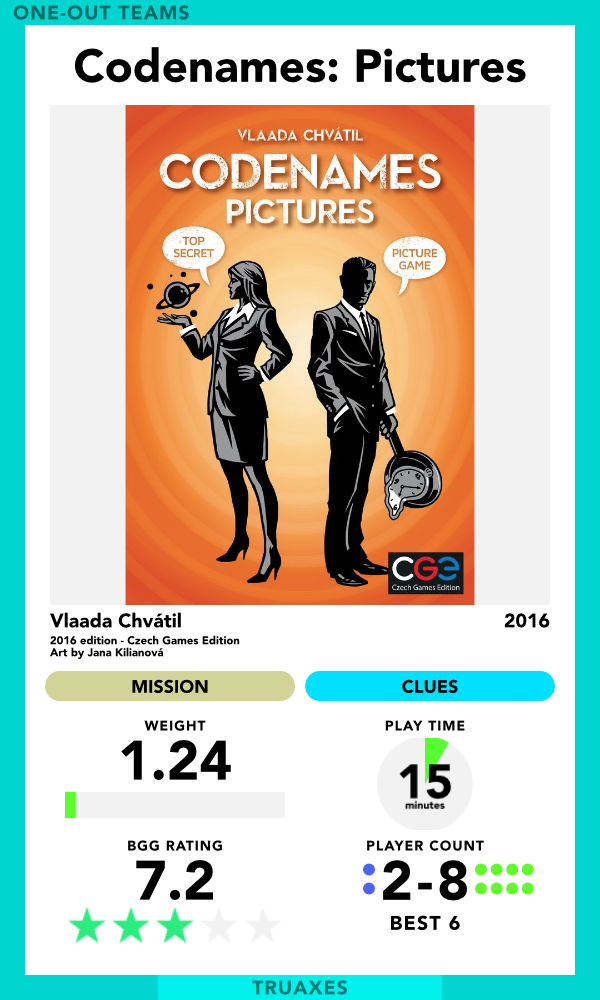 ONE-OUT TEAMS
Codenames: Pictures
VLAADA CHVÁTIL
CODENAMES
PICTURES
TOP
SECRET
PICTURE
GAME
CGE
Czech Games Edition
Vlaada Chvátil
2016
2016 edition - Czech Games Edition
Art by Jana Kilianová
MISSION
CLUES
WEIGHT
1.24
PLAY TIME
15
minutes
BGG RATING
7.2
PLAYER COUNT
2-8
BEST 6
TRUAXES